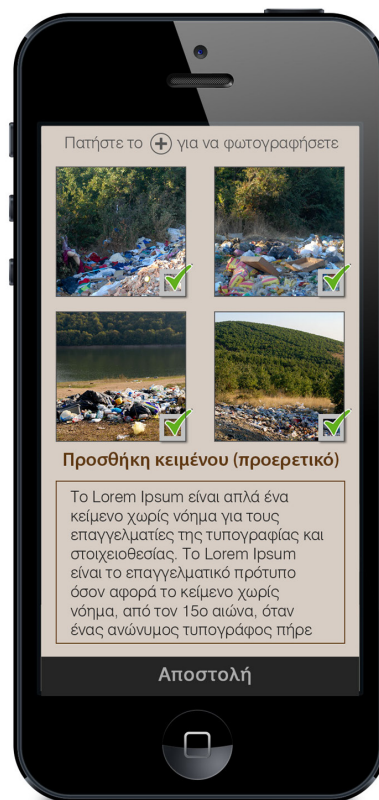 Πατήστε το + για να φωτογραφήσετε
Προσθήκη κειμένου (προερετικό)
Το Lorem Ipsum είναι απλά ένα
κείμενο χωρίς νόημα για τους
επαγγελματίες της τυπογραφίας και
στοιχειοθεσίας. Το Lorem Ipsum
είναι το επαγγελματικό πρότυπο
όσον αφορά το κείμενο χωρίς
νόημα, από τον 15ο αιώνα, όταν
ένας ανώνυμος τυπογράφος πήρε
Αποστολή